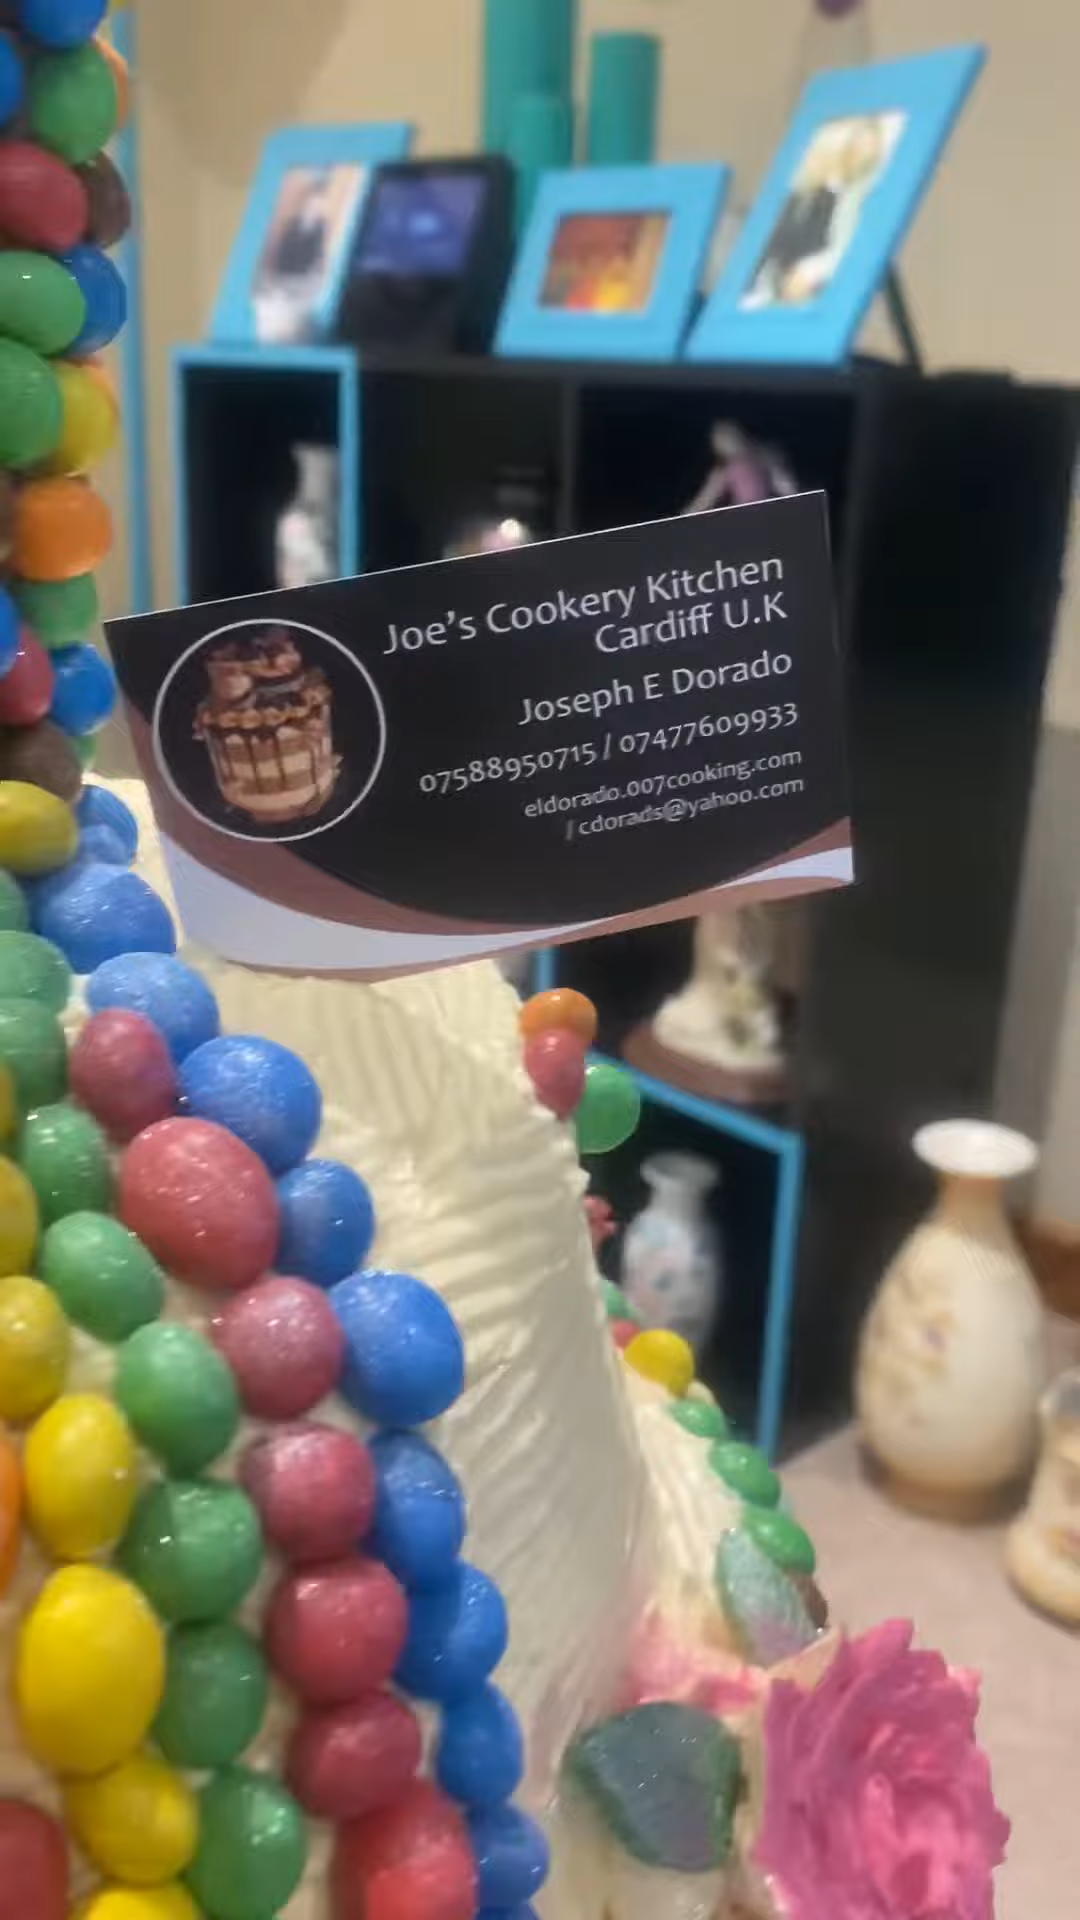 Joe's Cookery Kitchen
Cardiff U.K
Joseph E Dorado
07588950715 / 07477609933
eldorado.007cooking.com
/ cdorads@yahoo.com